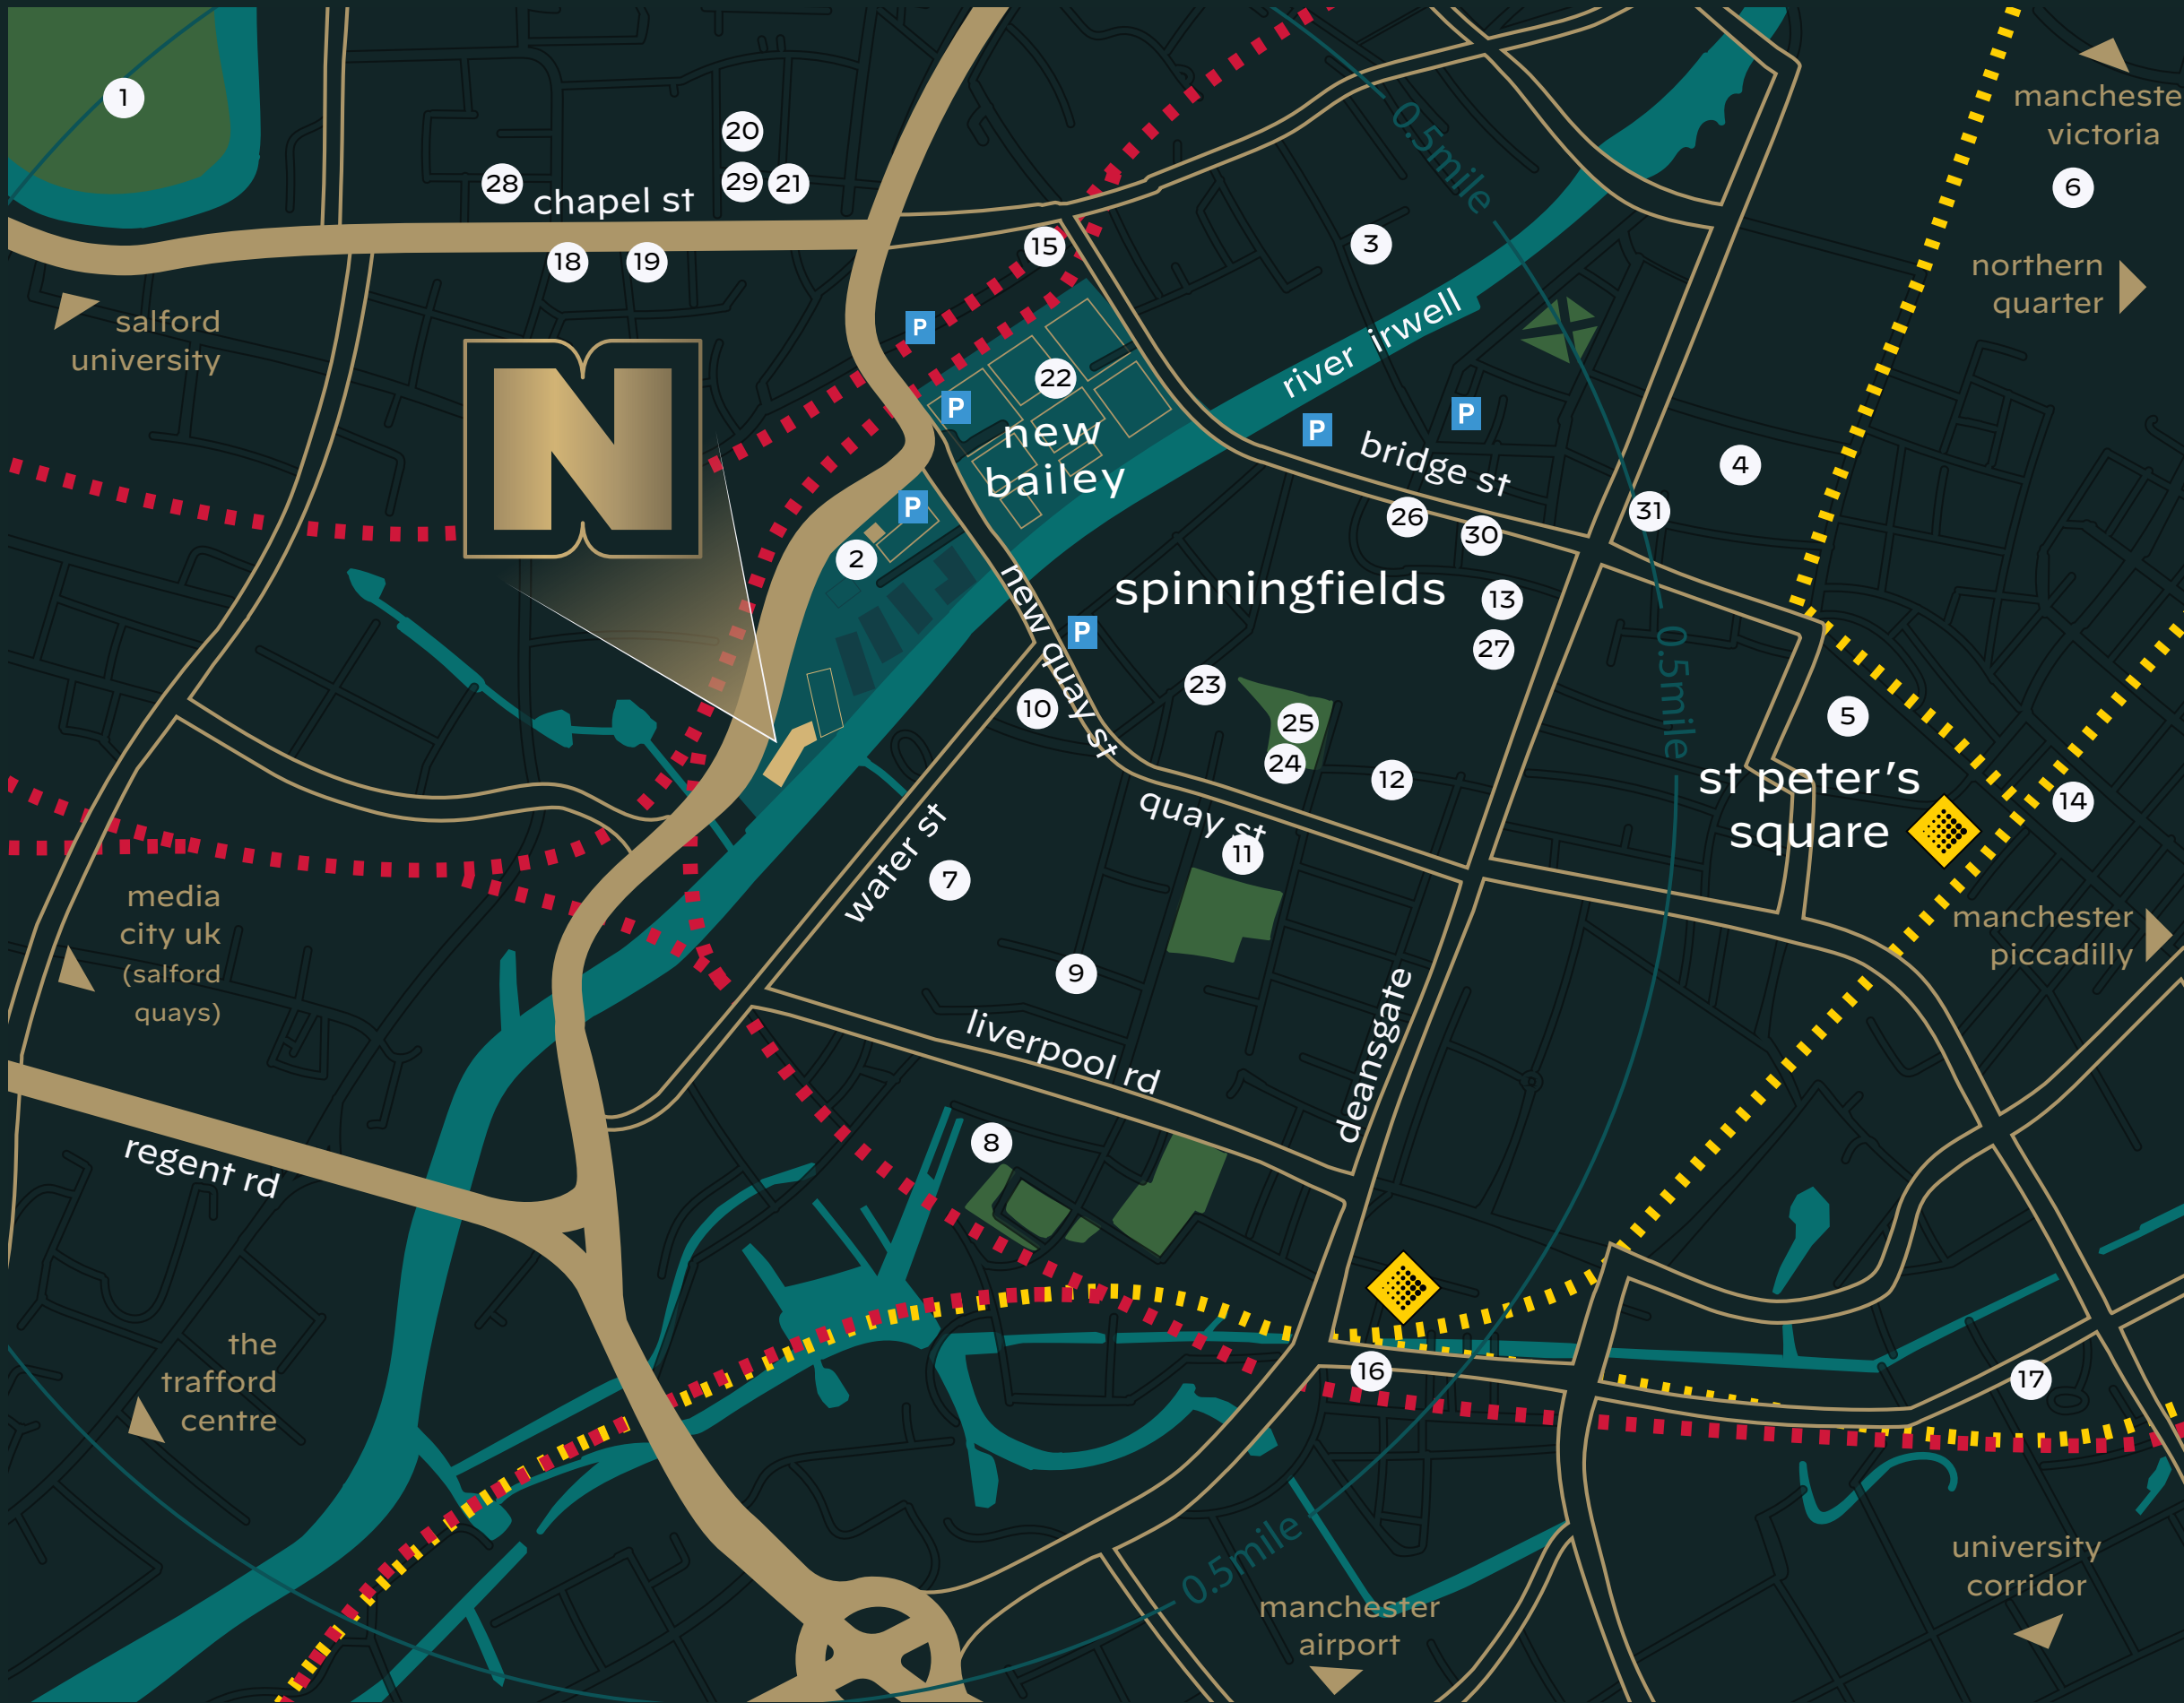 1
20
28
29
21
chapel st
18
19
15
3
0.5mile
mancheste
victoria
6
northern
quarter
salford
university
N
P
P
P
22
new
bailey
2
river irwell
P
P
bridge st
4
26
30
31
spinningfields
13
27
new quay st
P
10
23
25
24
12
0.5mile
5
st peter's
square
14
quay st
11
water st
7
9
manchester
piccadilly
media
city uk
(salford
quays)
liverpool rd
deansgate
regent rd
8
the
trafford
centre
16
17
0.5mile
manchester
airport
university
corridor